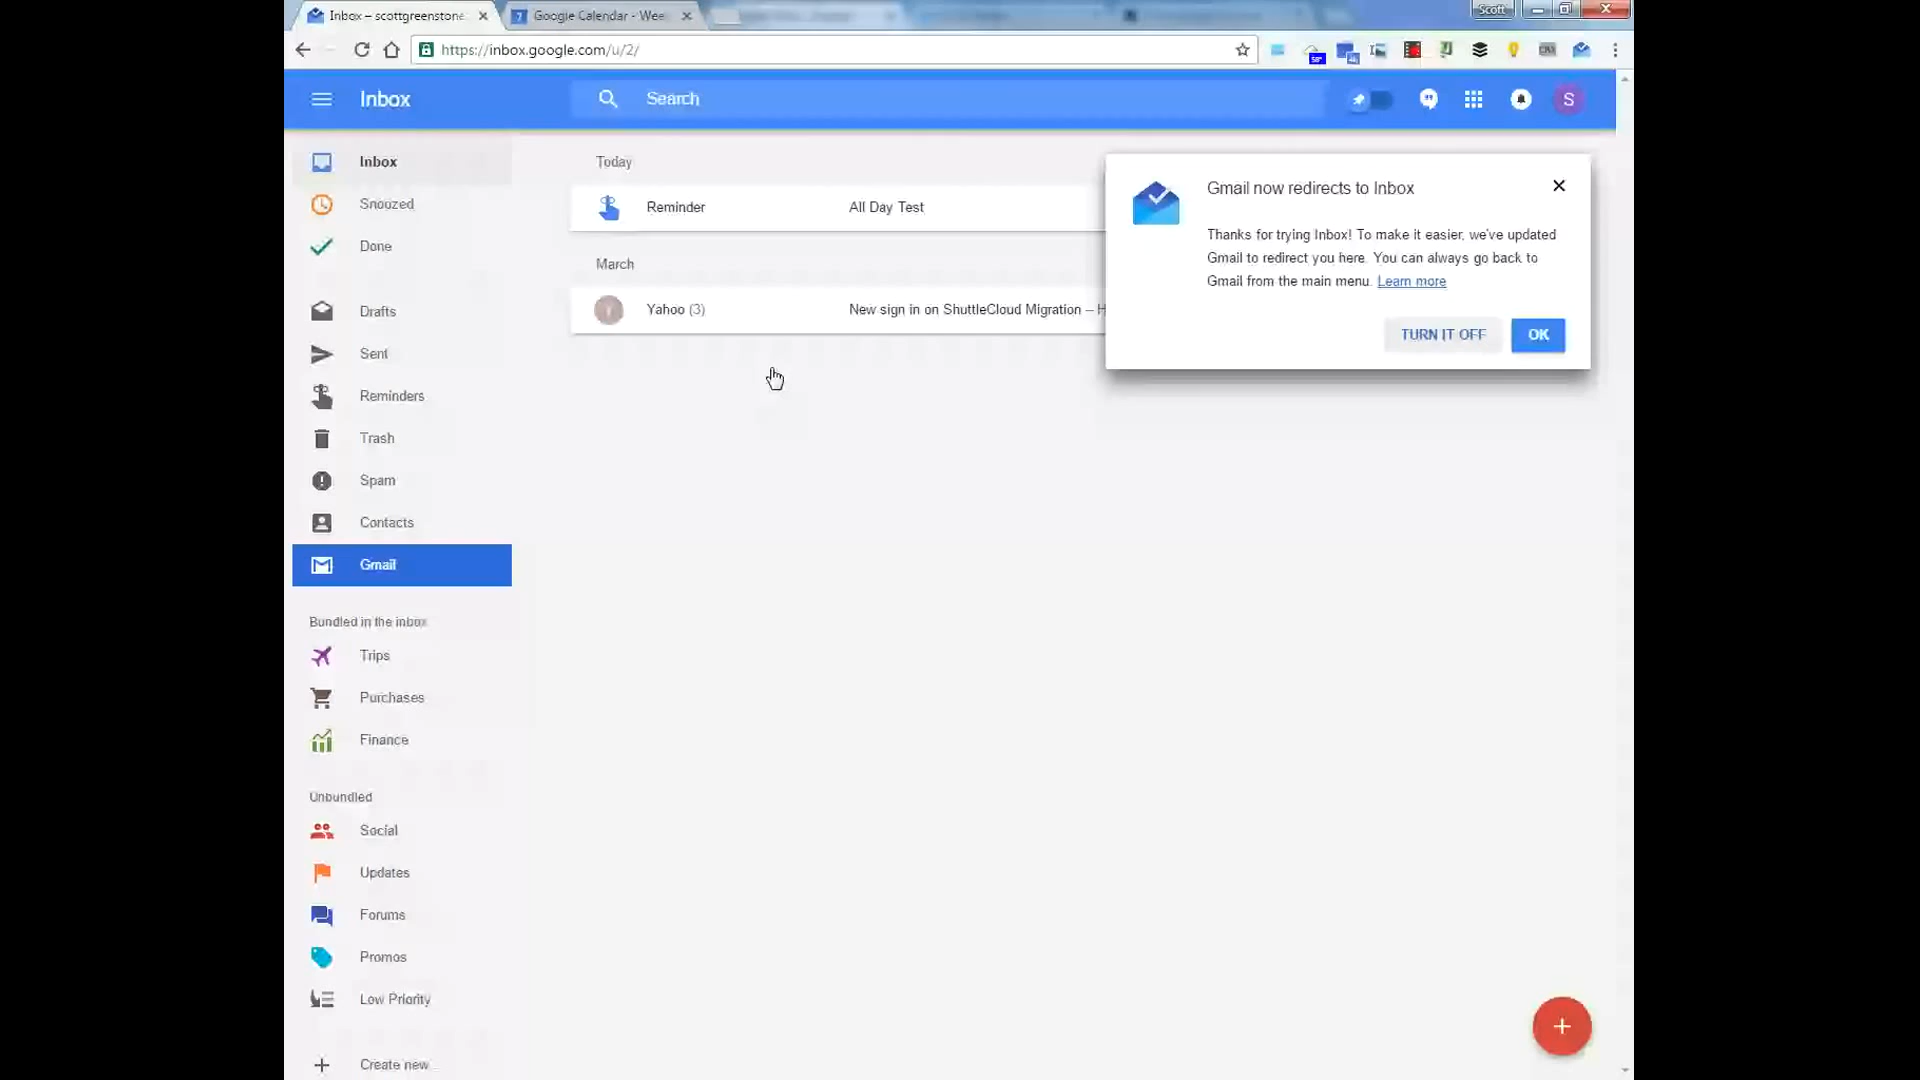 Inbox – scottgreenstone
Google Calendar - Wee
Scott
https://inbox.google.com/u/2/
58°
Inbox
Search
S
Inbox
Snoozed
Done
Drafts
Sent
Reminders
Trash
Spam
Contacts
Gmail
Bundled in the inbox
Trips
Purchases
Finance
Unbundled
Social
Updates
Forums
Promos
Low Priority
Create new...
Today
Reminder
All Day Test
March
Yahoo (3)
New sign in on ShuttleCloud Migration – H
Gmail now redirects to Inbox
Thanks for trying Inbox! To make it easier, we've updated
Gmail to redirect you here. You can always go back to
Gmail from the main menu. Learn more
TURN IT OFF
OK